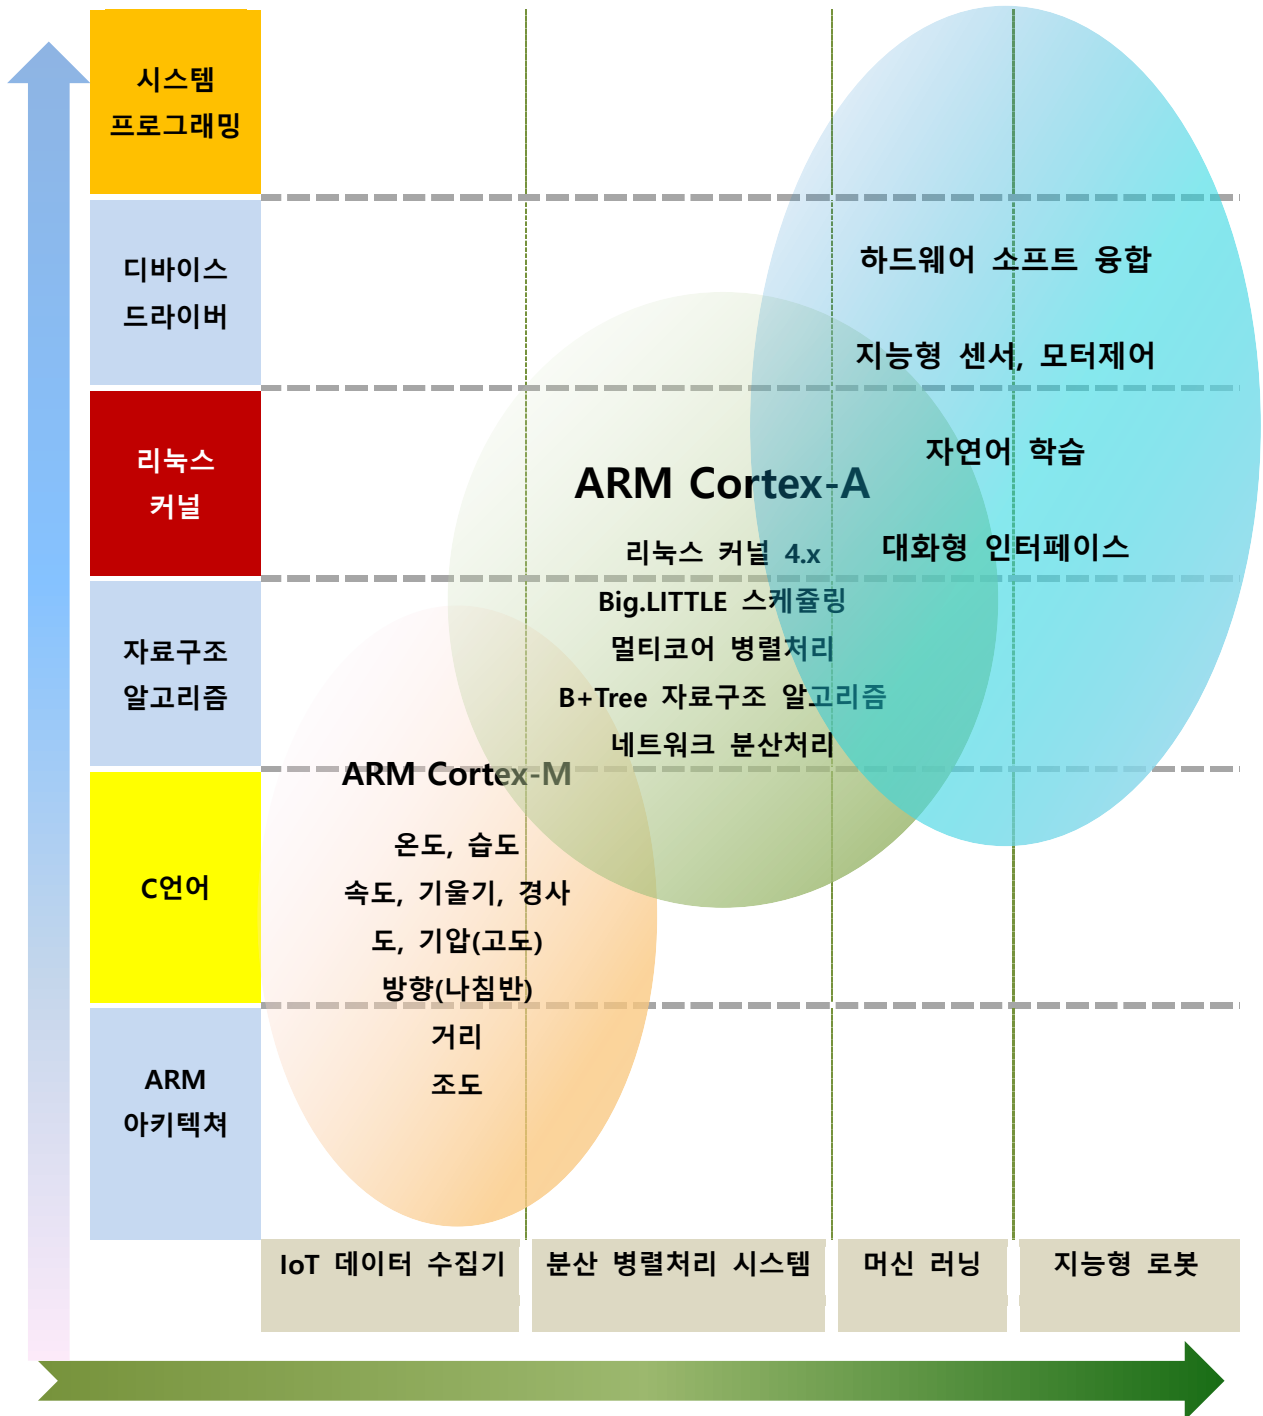 시스템
프로그래밍
디바이스
드라이버
리눅스
커널
자료구조
알고리즘
C언어
ARM
아키텍쳐
하드웨어 소프트 융합
지능형 센서, 모터제어
자연어 학습
대화형 인터페이스
ARM Cortex-A
리눅스 커널 4.x
Big.LITTLE 스케쥴링
멀티코어 병렬처리
B+Tree 자료구조 알고리즘
네트워크 분산처리
ARM Cortex-M
온도, 습도
속도, 기울기, 경사
도, 기압(고도)
방향(나침반)
거리
조도
IoT 데이터 수집기
분산 병렬처리 시스템
머신 러닝
지능형 로봇